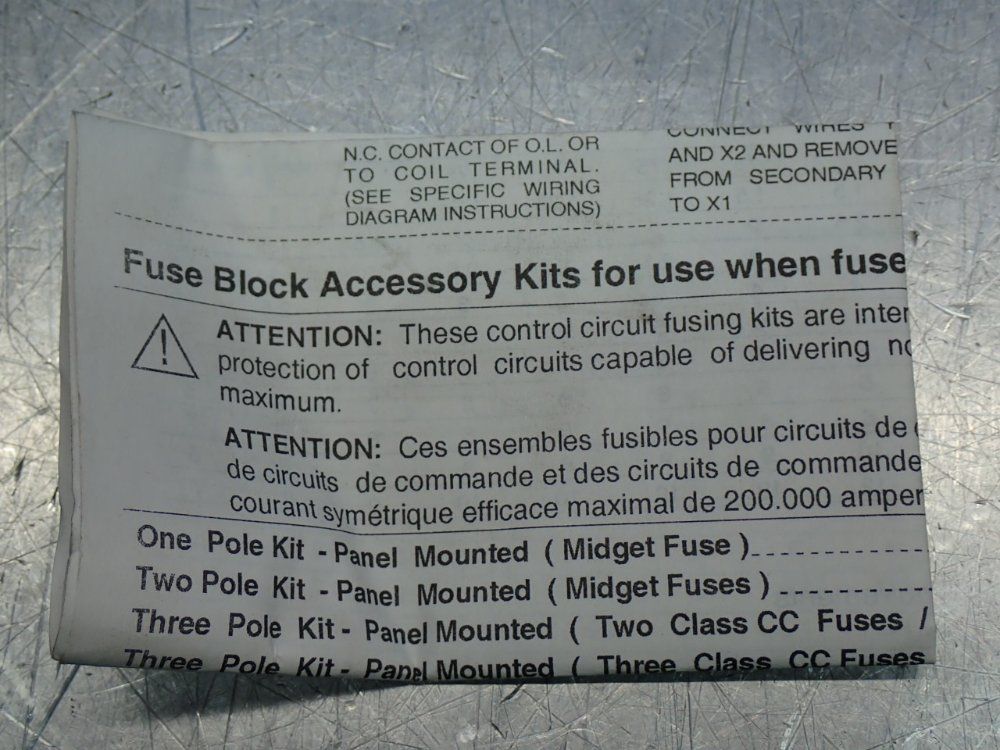 N.C. CONTACT OF O.L. OR
TO COIL TERMINAL.
(SEE SPECIFIC WIRING
DIAGRAM INSTRUCTIONS)
CONNECT WIRES
AND X2 AND REMOVE
FROM SECONDARY
TO X1
Fuse Block Accessory Kits for use when fuse
ATTENTION: These control circuit fusing kits are
protection of control circuits capable of delivering
maximum.
ATTENTION: Ces ensembles fusibles pour circuits de
de circuits de commande et des circuits de commande
courant symétrique efficace maximal de 200.000
One Pole Kit - Panel Mounted ( Midget Fuse )
Two Pole Kit - Panel Mounted ( Midget Fuses )
Three Pole Kit - Panel Mounted ( Two Class CC Fuses /
Three Pole Kit - Panel Mounted ( Three Class CC Fuses